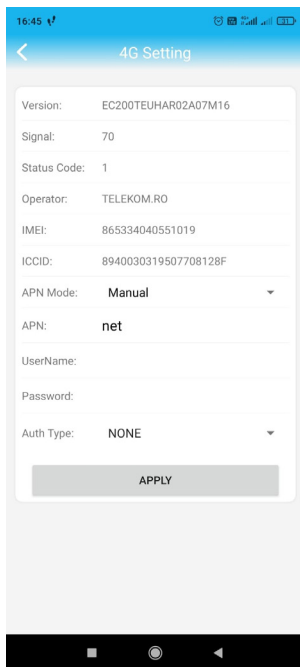 16:45
4G Setting
Version: EC200TEUHAR02A07M16
Signal: 70
Status Code: 1
Operator: TELEKOM.RO
IMEI: 865334040551019
ICCID: 8940030319507708128F
APN Mode: Manual
APN: net
UserName:
Password:
Auth Type: NONE
APPLY